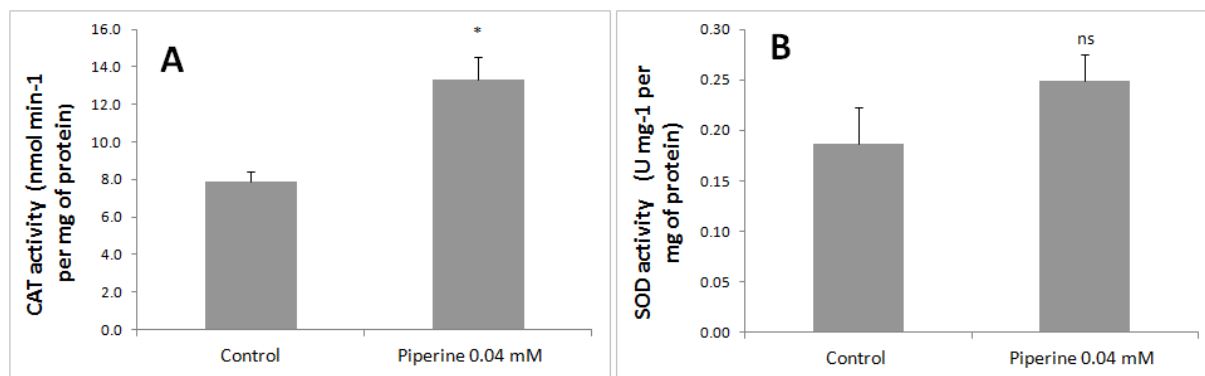 A
CAT activity (nmol min-1
per mg of protein)
16.0
14.0
12.0
10.0
8.0
6.0
4.0
2.0
0.0
*
Control
Piperine 0.04 mM
B
SOD activity (U mg-1 per
mg of protein)
0.30
0.25
0.20
0.15
0.10
0.05
0.00
ns
Control
Piperine 0.04 mM